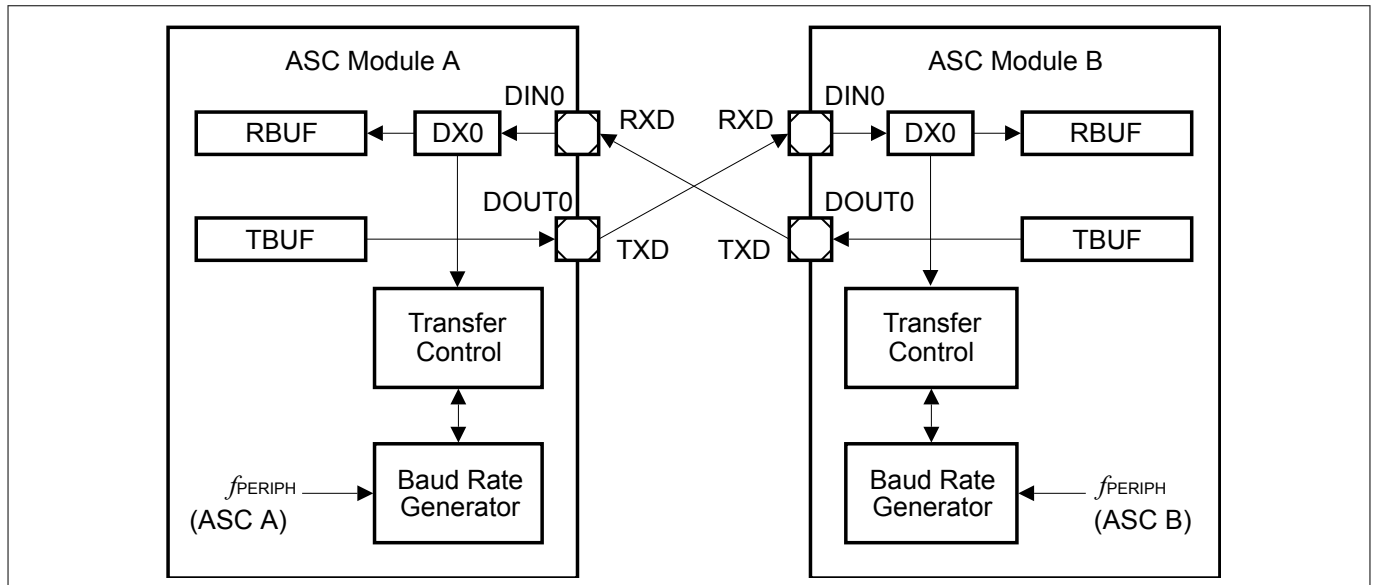 ASC Module A
ASC Module B
DIN0
DIN0
RBUF
DX0
RXD
RXD
DX0
RBUF
DOUT0
DOUT0
TBUF
TXD
TXD
TBUF
Transfer
Control
Transfer
Control
fPERIPH
(ASC A)
Baud Rate
Generator
Baud Rate
Generator
fPERIPH
(ASC B)